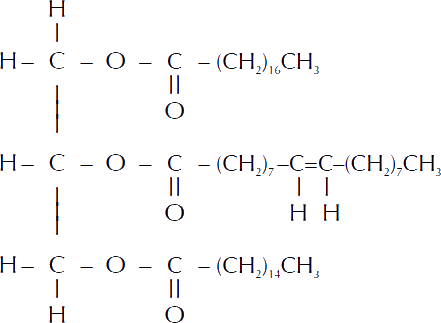 H
H – C – O – C – (CH₂)₁₆CH₃
O
H – C – O – C – (CH₂)₇–C=C–(CH₂)₇CH₃
O H H
H – C – O – C – (CH₂)₁₄CH₃
H O